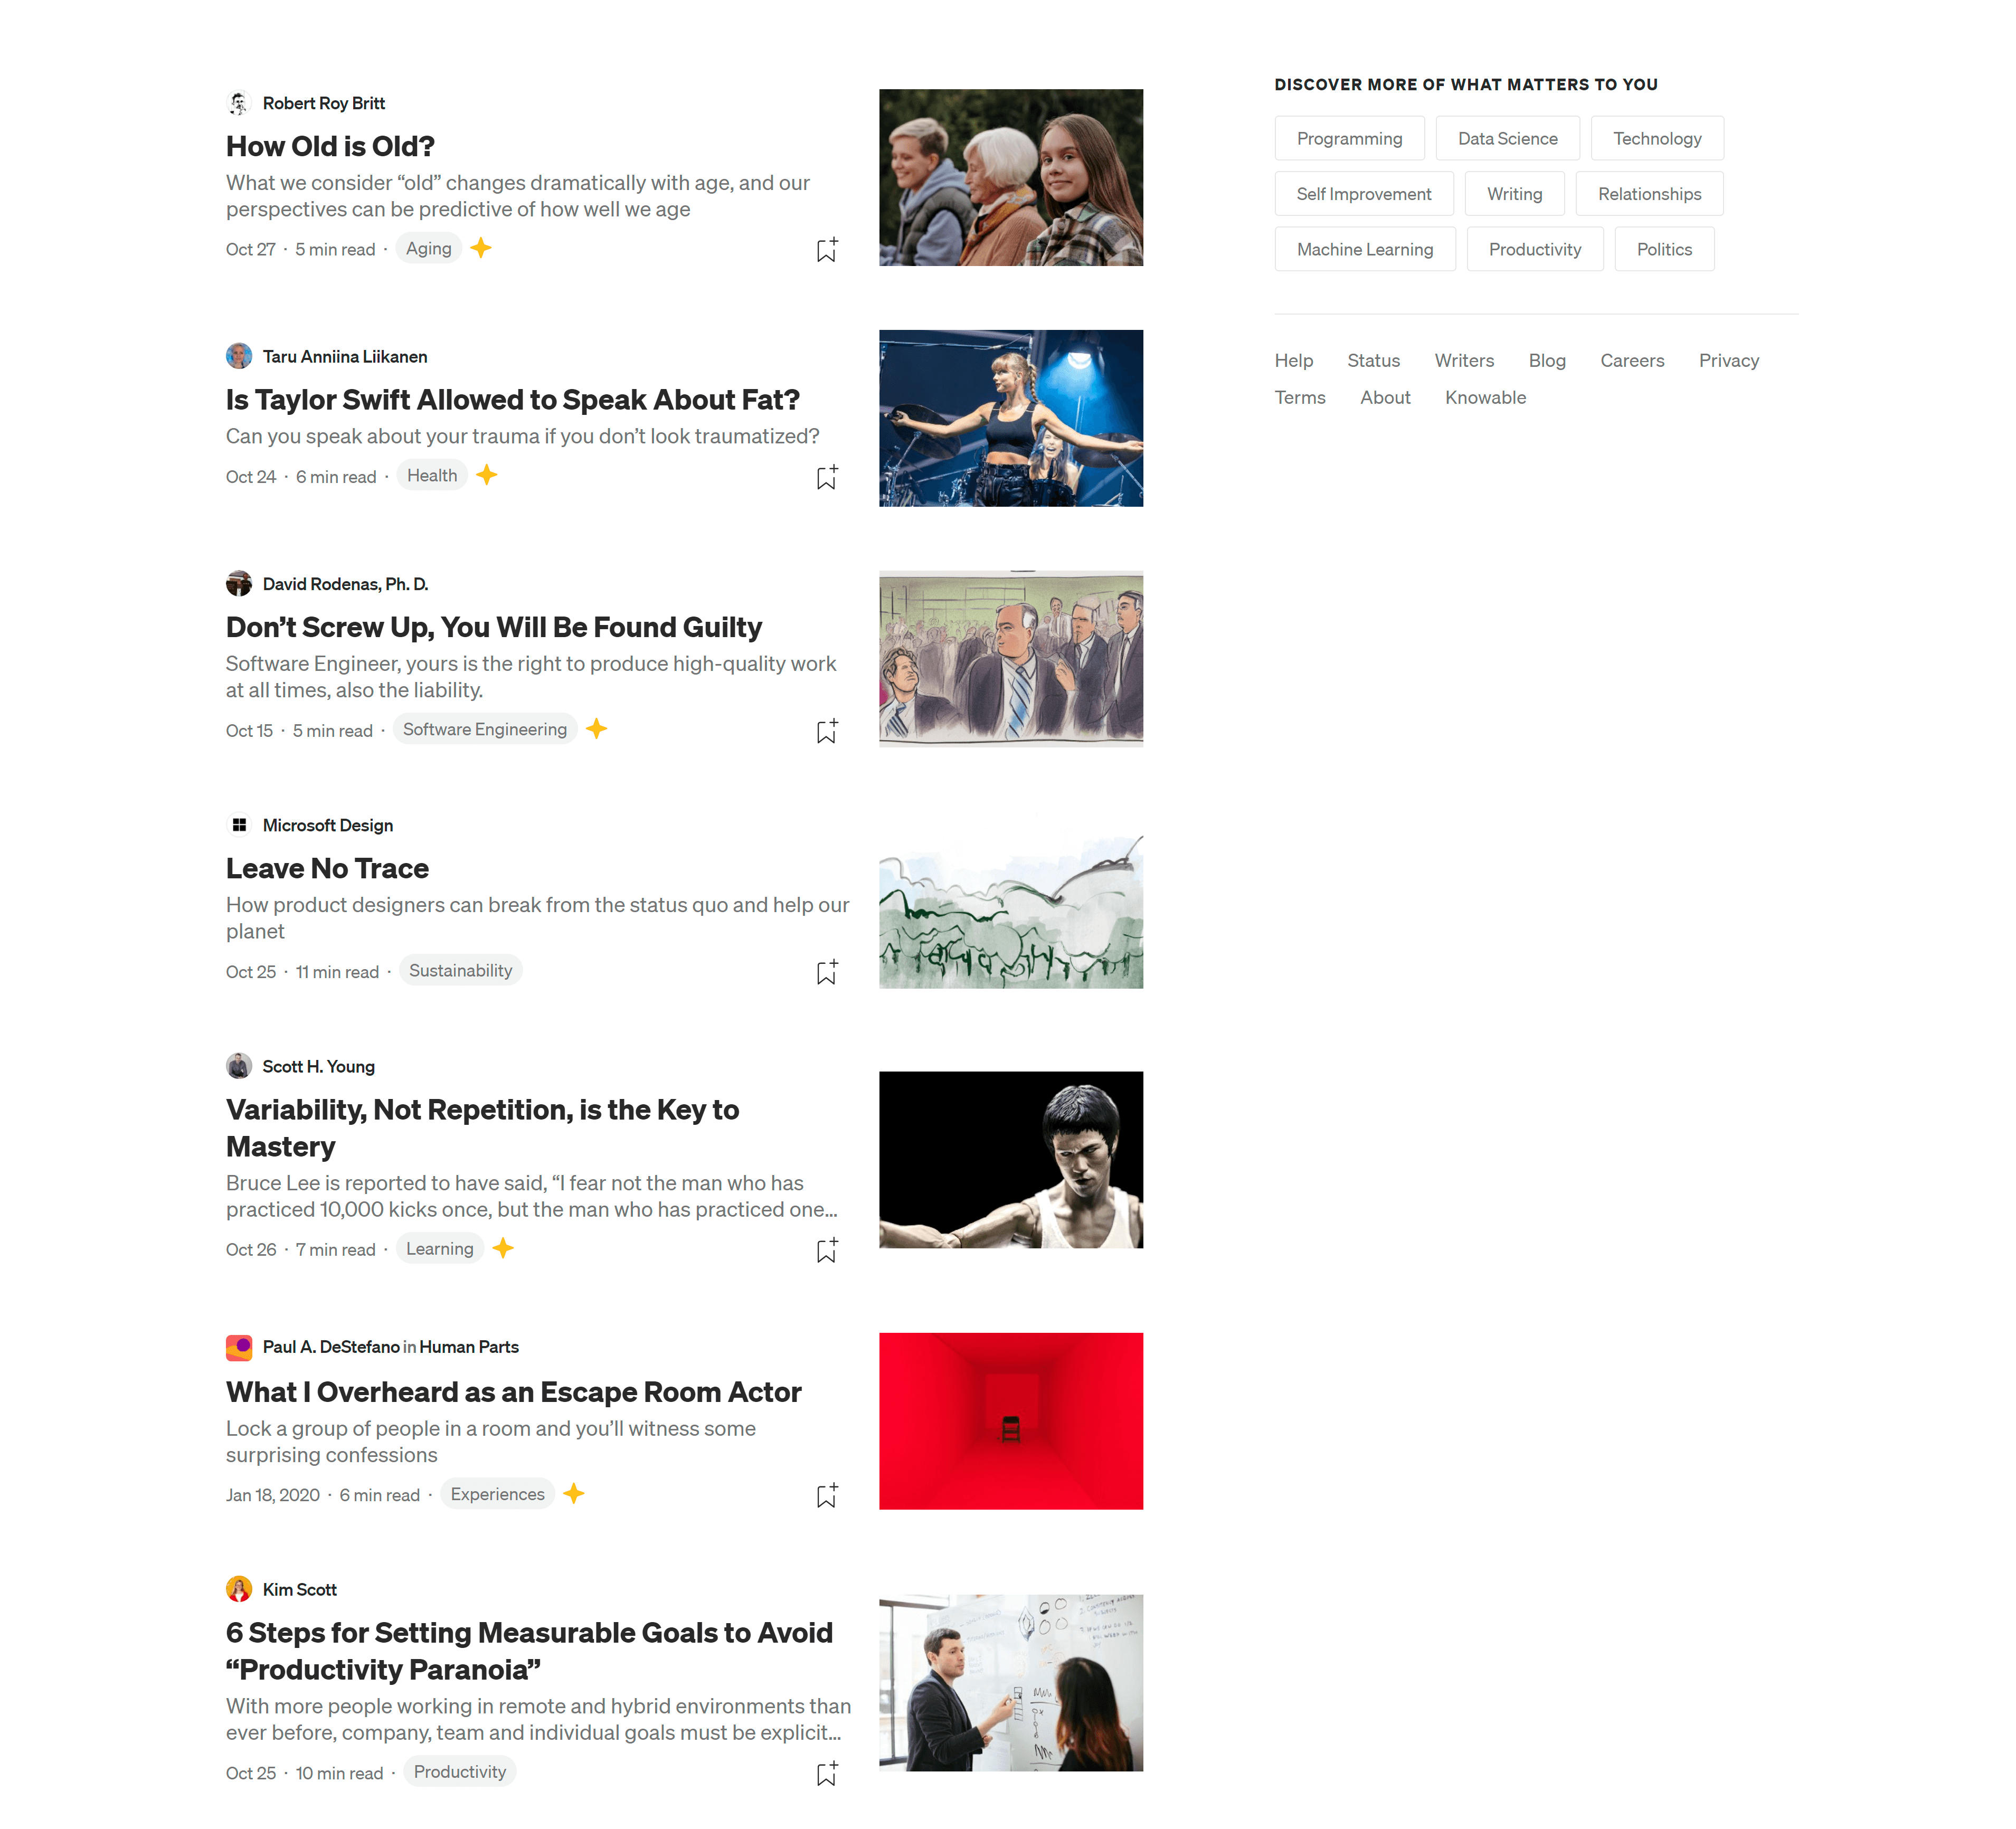 Robert Roy Britt
How Old is Old?
What we consider “old” changes dramatically with age, and our
perspectives can be predictive of how well we age
Oct 27 · 5 min read · Aging
Taru Anniina Liikanen
Is Taylor Swift Allowed to Speak About Fat?
Can you speak about your trauma if you don’t look traumatized?
Oct 24 · 6 min read · Health
David Rodenas, Ph. D.
Don’t Screw Up, You Will Be Found Guilty
Software Engineer, yours is the right to produce high-quality work
at all times, also the liability.
Oct 15 · 5 min read · Software Engineering
Microsoft Design
Leave No Trace
How product designers can break from the status quo and help our
planet
Oct 25 · 11 min read · Sustainability
Scott H. Young
Variability, Not Repetition, is the Key to
Mastery
Bruce Lee is reported to have said, “I fear not the man who has
practiced 10,000 kicks once, but the man who has practiced one...
Oct 26 · 7 min read · Learning
Paul A. DeStefano in Human Parts
What I Overheard as an Escape Room Actor
Lock a group of people in a room and you’ll witness some
surprising confessions
Jan 18, 2020 · 6 min read · Experiences
Kim Scott
6 Steps for Setting Measurable Goals to Avoid
“Productivity Paranoia”
With more people working in remote and hybrid environments than
ever before, company, team and individual goals must be explicit...
Oct 25 · 10 min read · Productivity
DISCOVER MORE OF WHAT MATTERS TO YOU
Programming Data Science Technology
Self Improvement Writing Relationships
Machine Learning Productivity Politics
Help Status Writers Blog Careers Privacy
Terms About Knowable